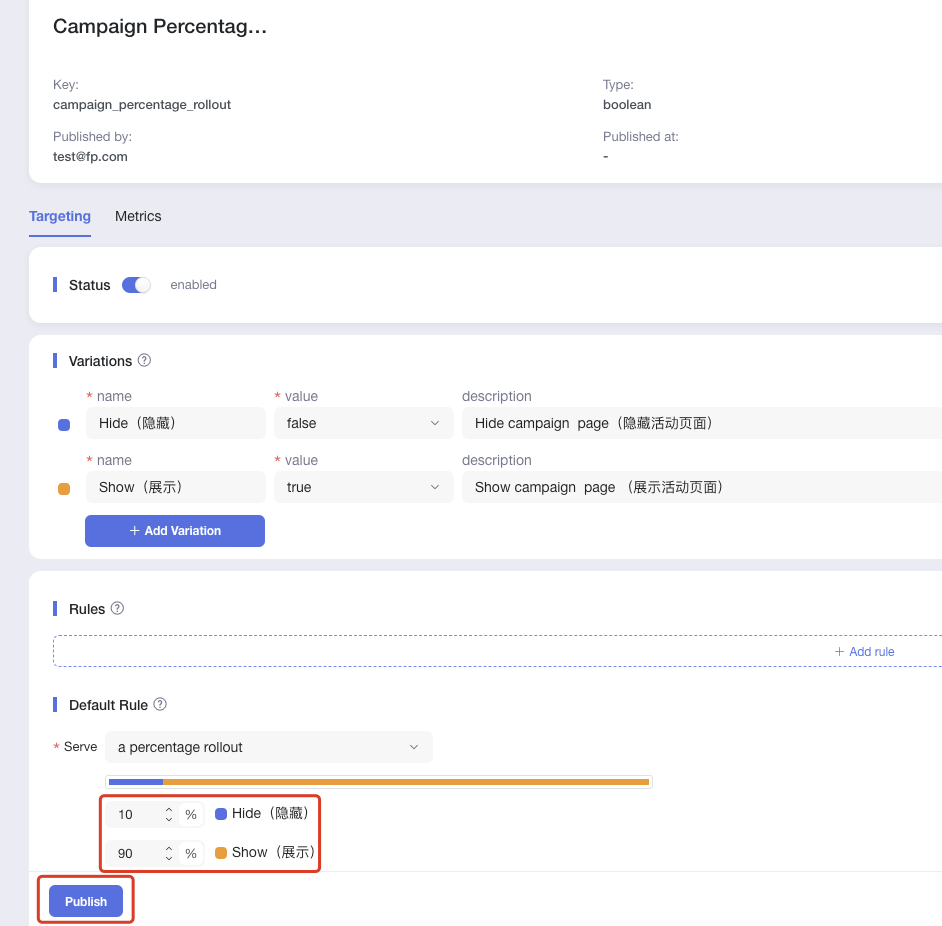 Campaign Percentag...
Key:
campaign_percentage_rollout
Type:
boolean
Published by:
test@fp.com
Published at:
-
Targeting Metrics
Status enabled
Variations ?
* name * value description
Hide（隐藏） false Hide campaign page（隐藏活动页面）
* name * value description
Show（展示） true Show campaign page （展示活动页面）
+ Add Variation
Rules ?
+ Add rule
Default Rule ?
* Serve a percentage rollout
10 % Hide（隐藏）
90 % Show（展示）
Publish